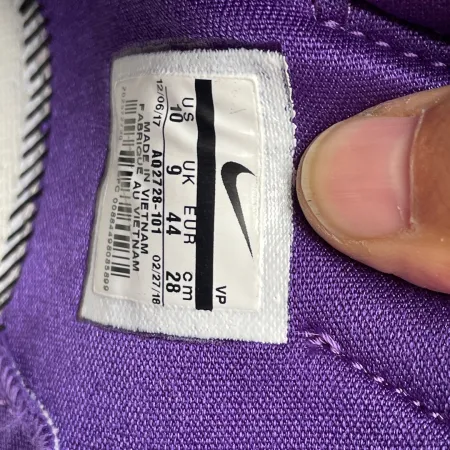 VP
US UK EUR cm
10 9 44 28
12/06/17 AO2728-101 02/27/18
MADE IN VIETNAM
FABRIQUE AU VIETNAM